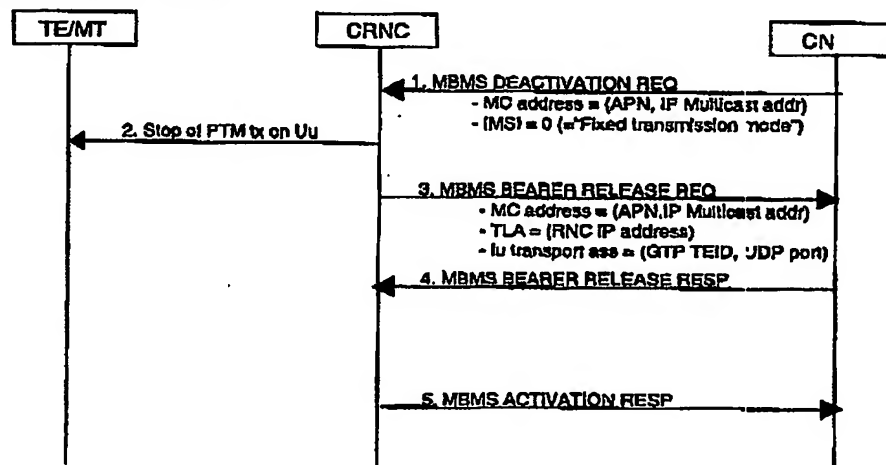 TE/MT
CRNC
CN
1. MBMS DEACTIVATION REQ
- MC address = (APN, IP Multicast addr)
- IMSI = 0 (="Fixed transmission mode")
2. Stop of PTM tx on Uu
3. MBMS BEARER RELEASE REQ
- MC address = (APN,IP Multicast addr)
- TLA = (RNC IP address)
- Iu transport ass = (GTP TEID, UDP port)
4. MBMS BEARER RELEASE RESP
5. MBMS ACTIVATION RESP